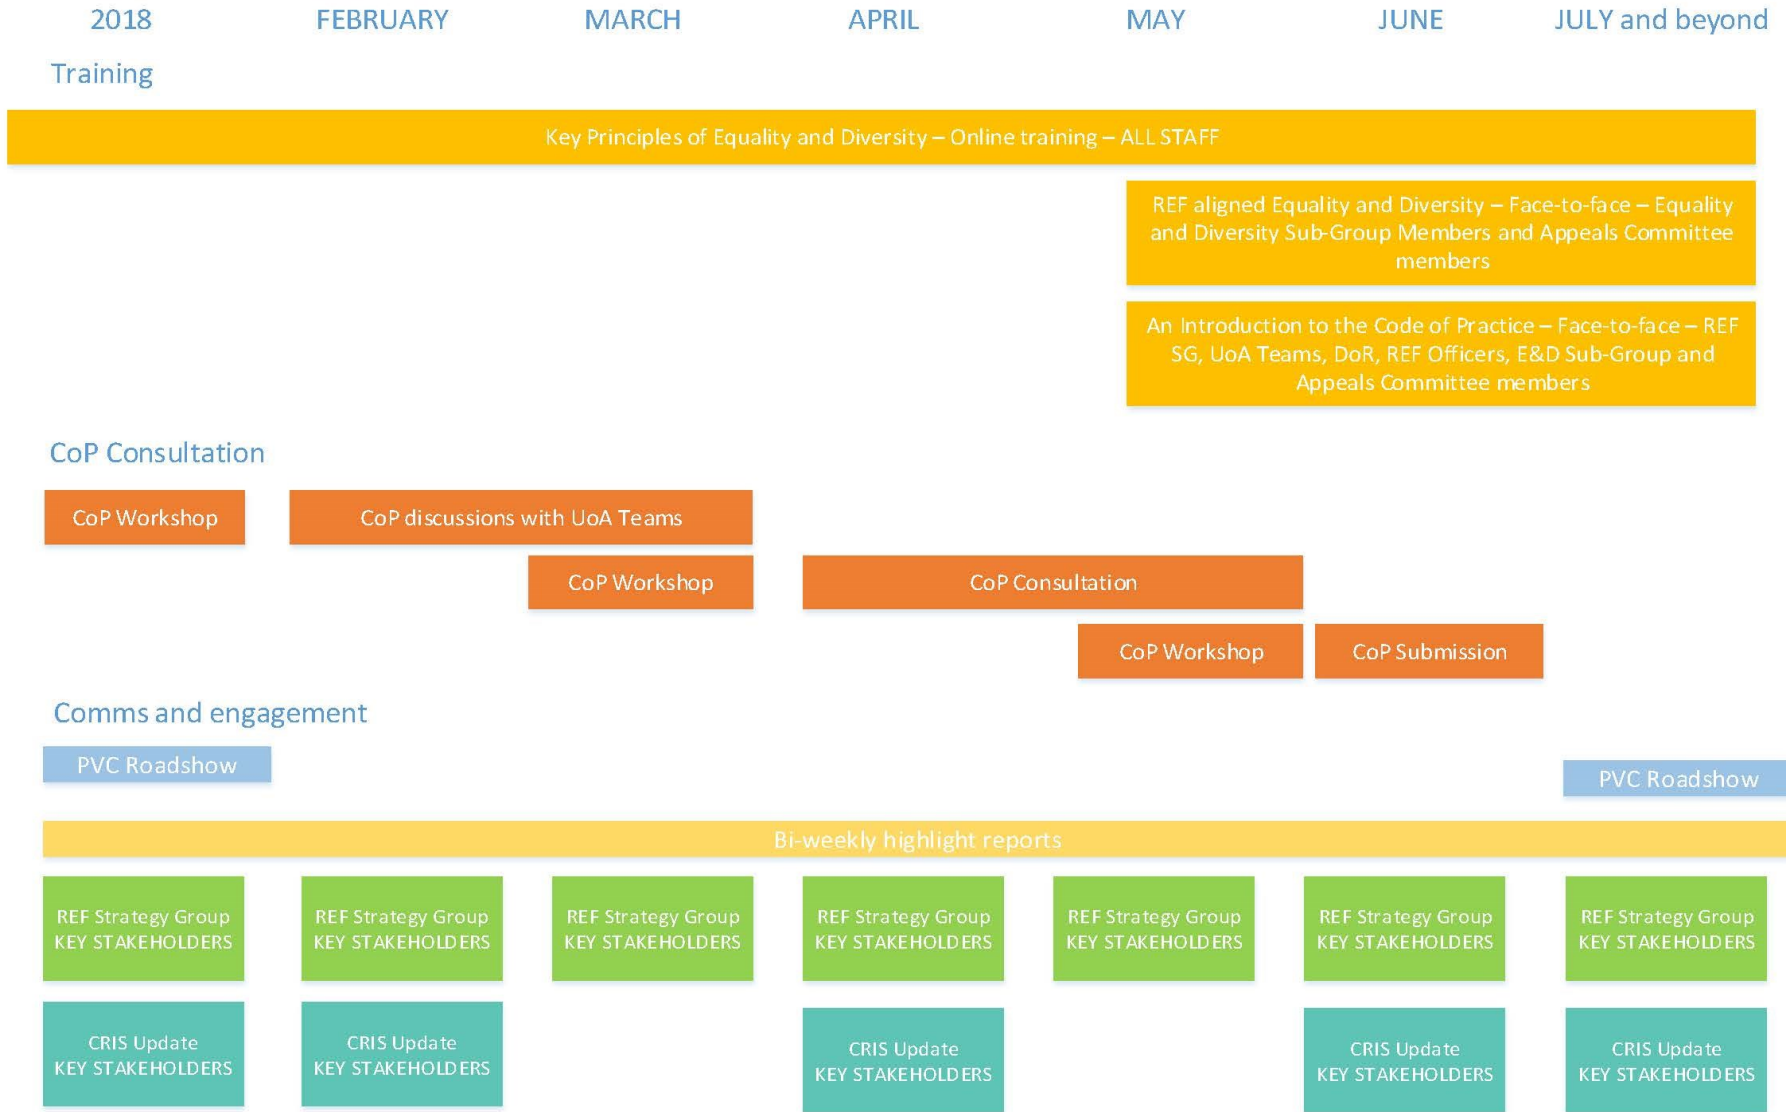 2018 FEBRUARY MARCH APRIL MAY JUNE JULY and beyond
Training
Key Principles of Equality and Diversity – Online training – ALL STAFF
REF aligned Equality and Diversity – Face-to-face – Equality
and Diversity Sub-Group Members and Appeals Committee
members
An Introduction to the Code of Practice – Face-to-face – REF
SG, UoA Teams, DoR, REF Officers, E&D Sub-Group and
Appeals Committee members
CoP Consultation
CoP Workshop
CoP discussions with UoA Teams
CoP Workshop
CoP Consultation
CoP Workshop
CoP Submission
Comms and engagement
PVC Roadshow
PVC Roadshow
Bi-weekly highlight reports
REF Strategy Group
KEY STAKEHOLDERS
REF Strategy Group
KEY STAKEHOLDERS
REF Strategy Group
KEY STAKEHOLDERS
REF Strategy Group
KEY STAKEHOLDERS
REF Strategy Group
KEY STAKEHOLDERS
REF Strategy Group
KEY STAKEHOLDERS
REF Strategy Group
KEY STAKEHOLDERS
CRIS Update
KEY STAKEHOLDERS
CRIS Update
KEY STAKEHOLDERS
CRIS Update
KEY STAKEHOLDERS
CRIS Update
KEY STAKEHOLDERS
CRIS Update
KEY STAKEHOLDERS